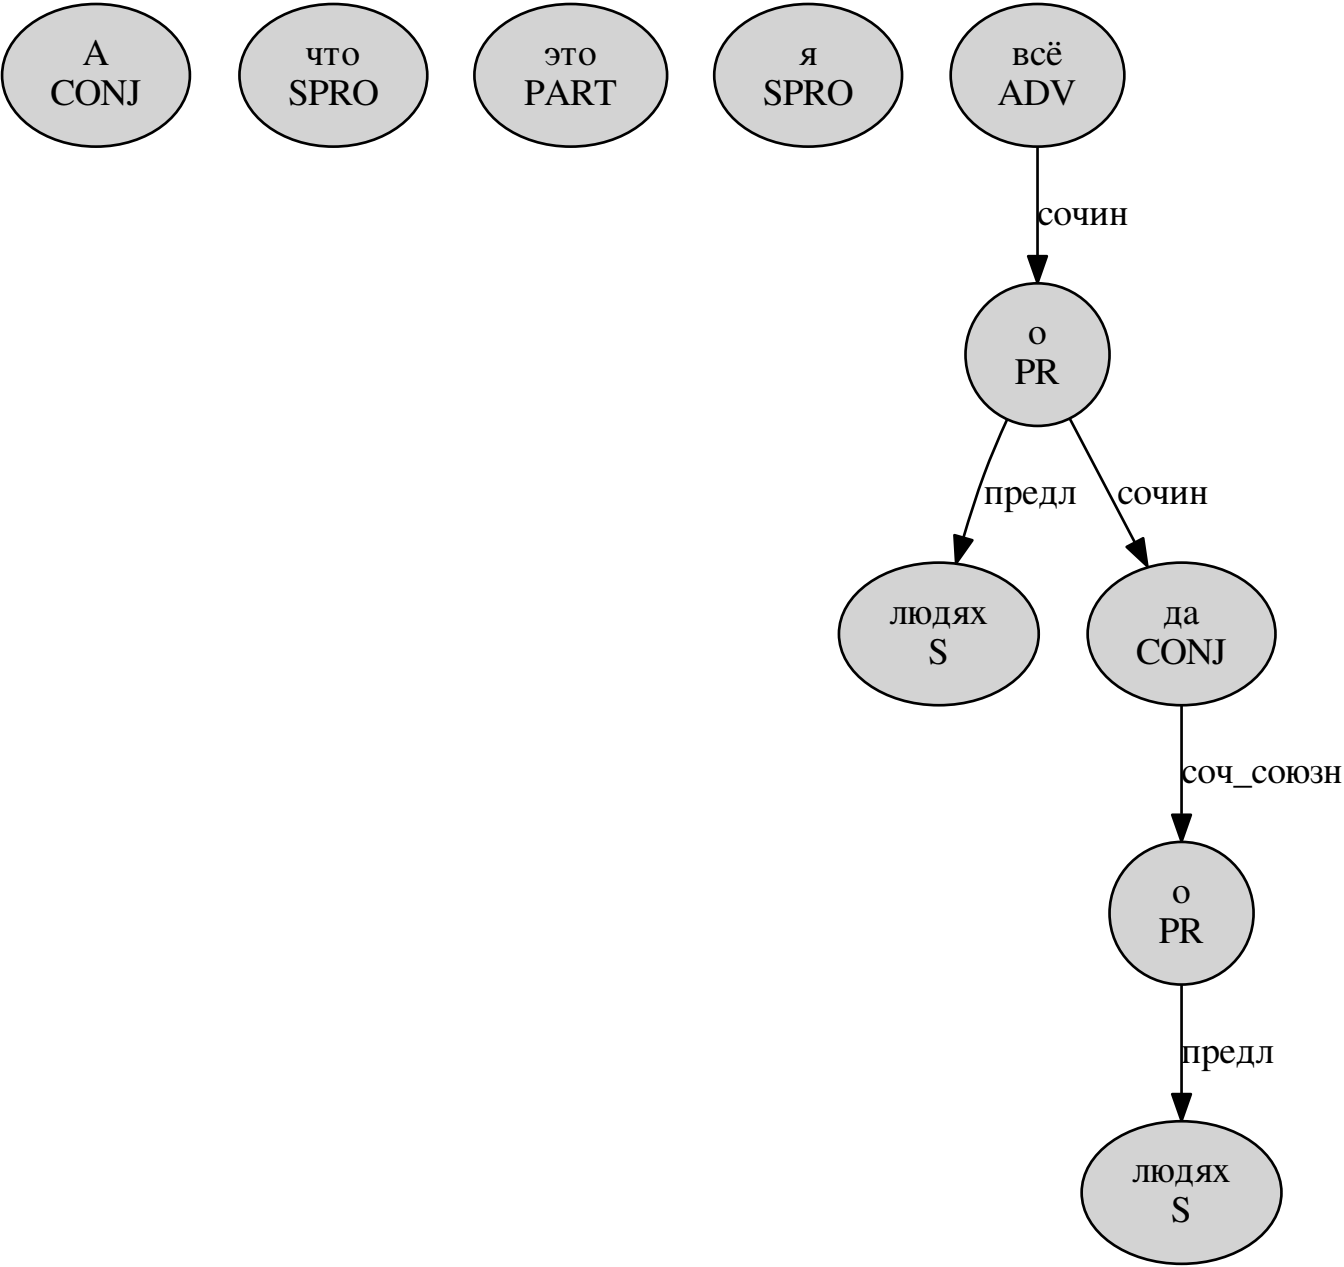 А
CONJ
что
SPRO
это
PART
я
SPRO
всё
ADV
сочин
о
PR
предл
сочин
людях
S
да
CONJ
соч_союзн
о
PR
предл
людях
S